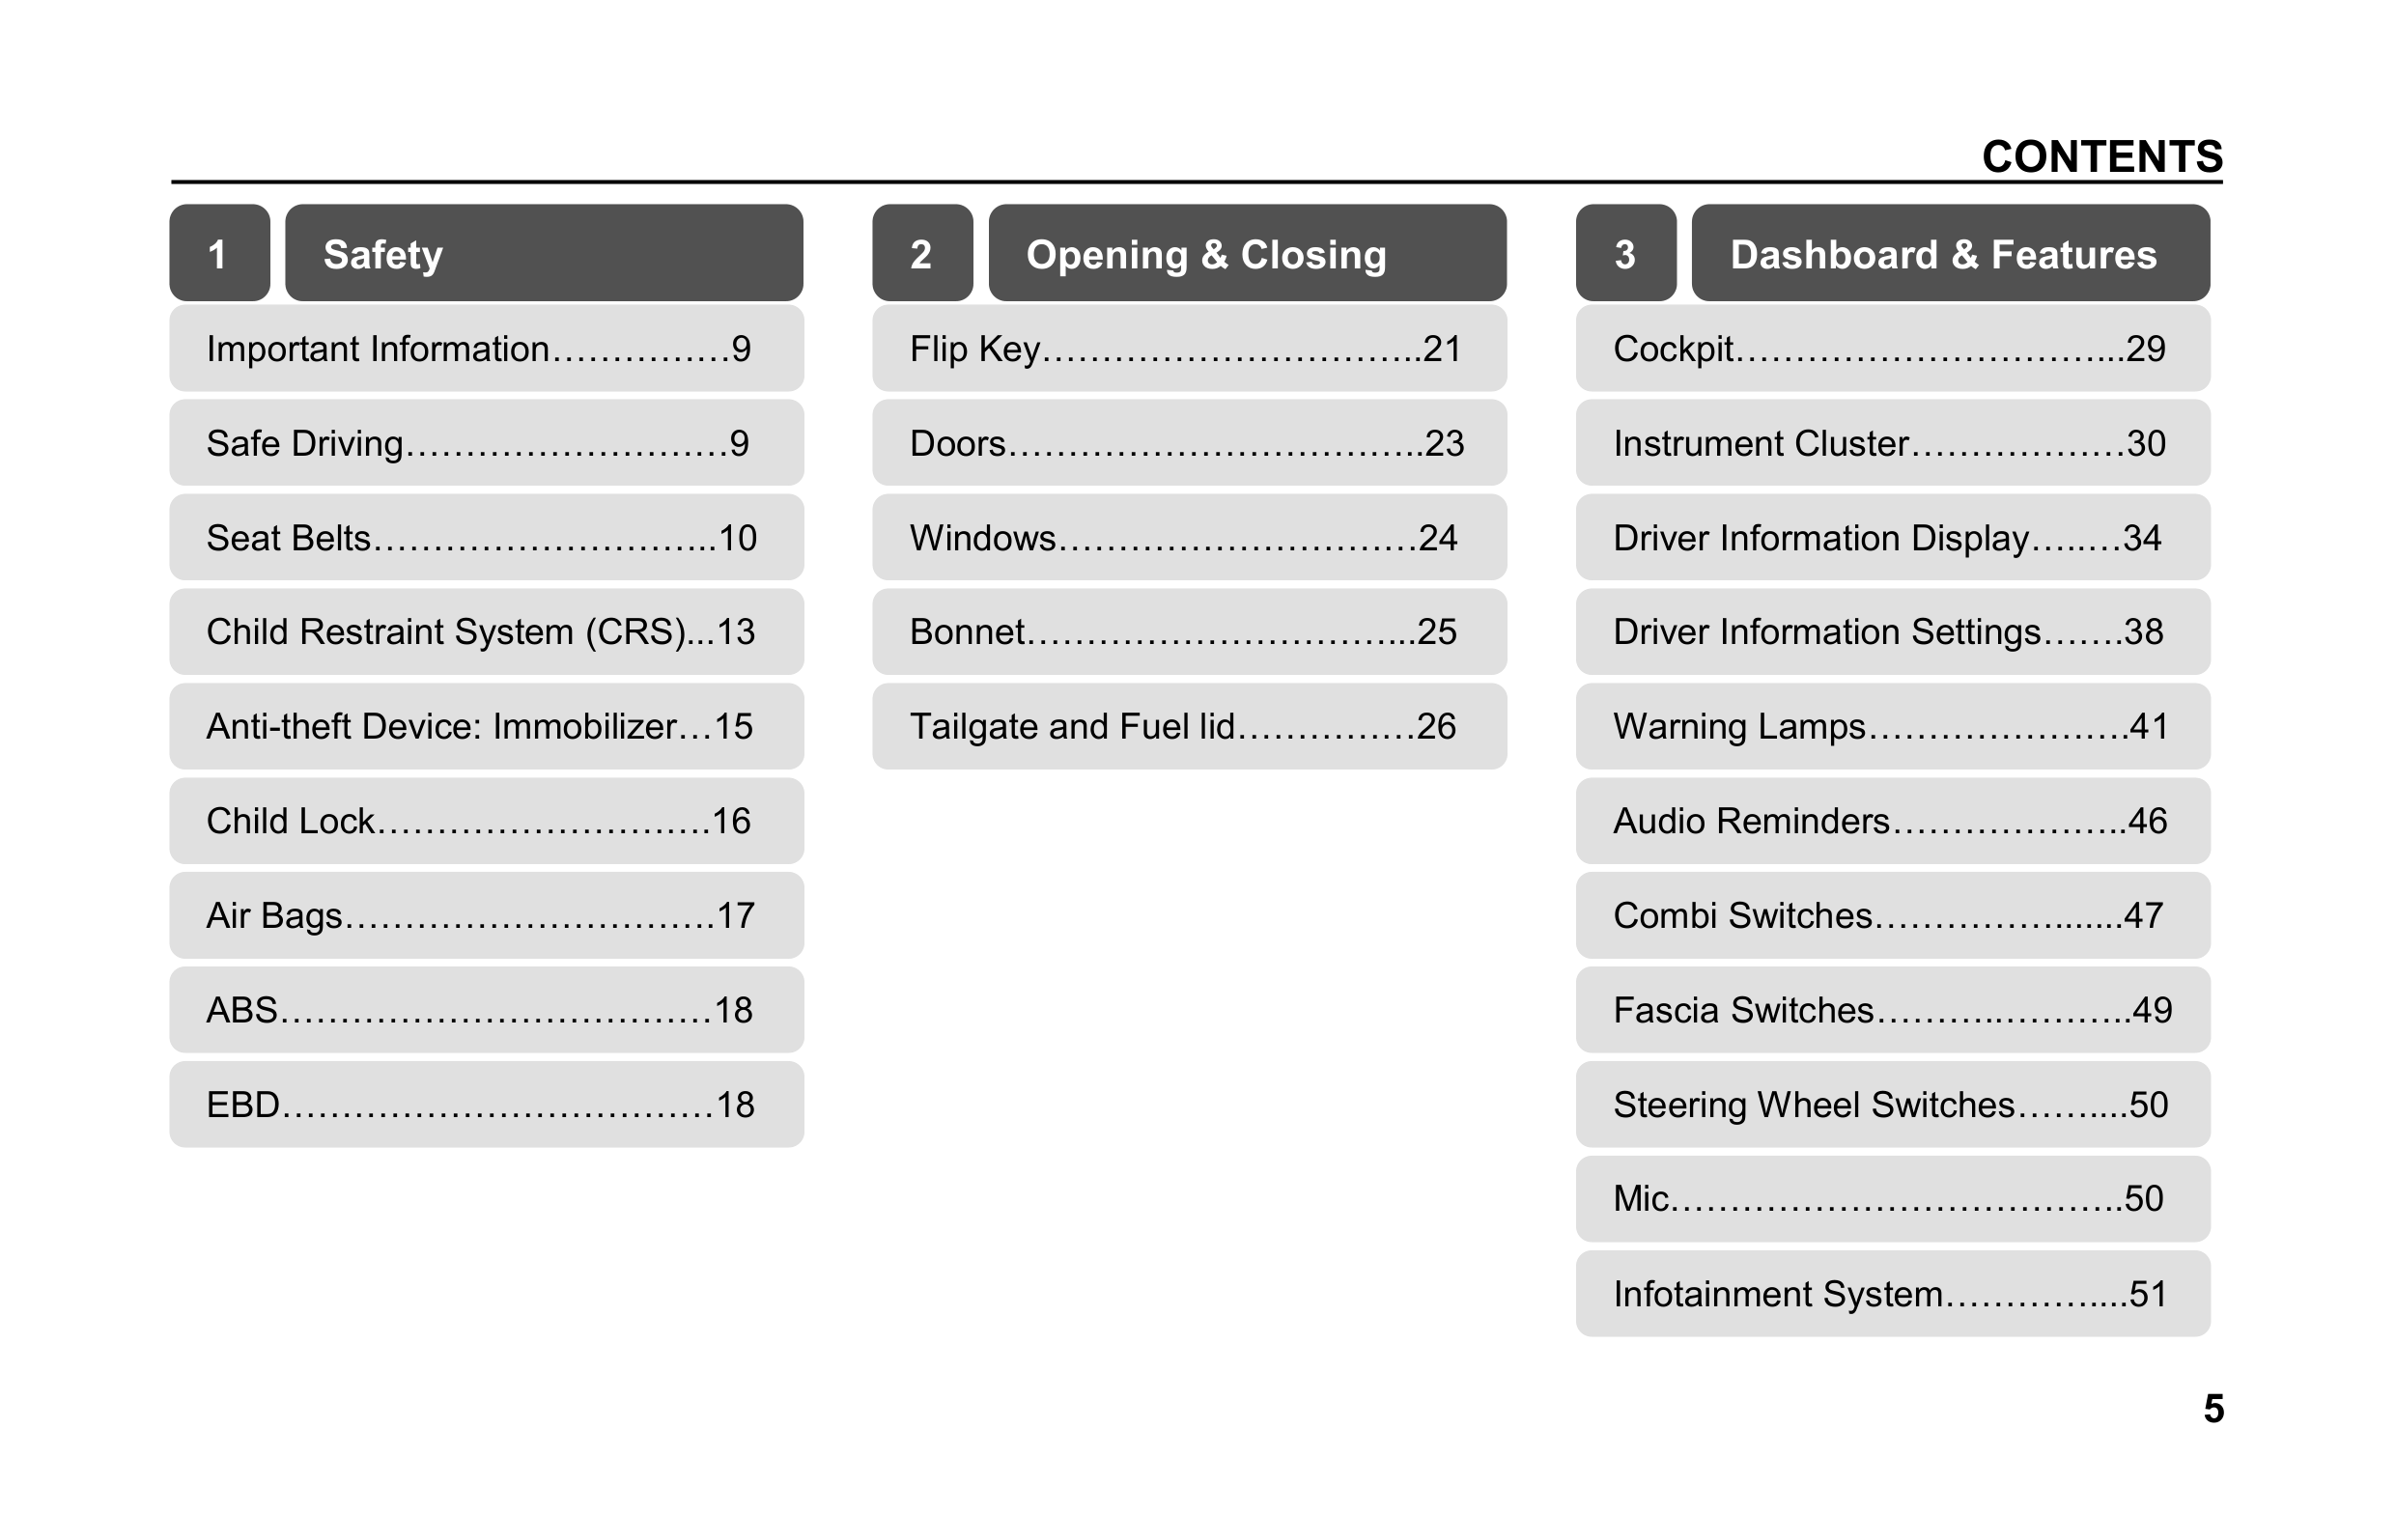 CONTENTS
1 Safety
Important Information……………9
Safe Driving………………………9
Seat Belts………………………...10
Child Restraint System (CRS)...13
Anti-theft Device: Immobilizer…15
Child Lock……………………….16
Air Bags………………………….17
ABS………………………………18
EBD………………………………18
2 Opening & Closing
Flip Key…………………………..21
Doors…………………………….23
Windows…………………………24
Bonnet…………………………...25
Tailgate and Fuel lid……………26
3 Dashboard & Features
Cockpit…………………………...29
Instrument Cluster………………30
Driver Information Display…..…34
Driver Information Settings….…38
Warning Lamps………………….41
Audio Reminders………………..46
Combi Switches…………….......47
Fascia Switches……….………..49
Steering Wheel Switches……....50
Mic……………………………….50
Infotainment System…………....51
5